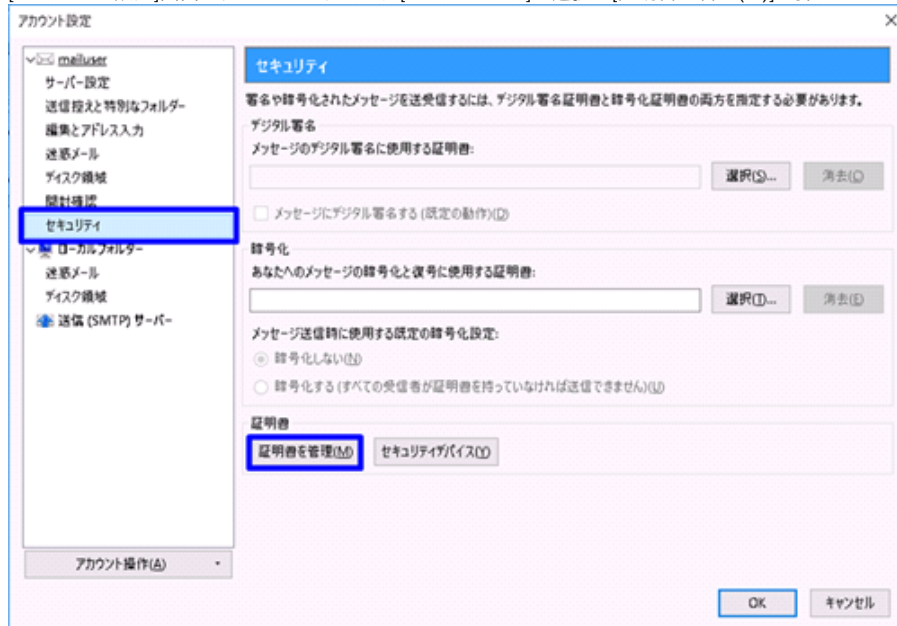 アカウント設定
mailuser
サーバー設定
送信控えと特別なフォルダー
編集とアドレス入力
迷惑メール
ディスク領域
開封確認
セキュリティ
ローカルフォルダー
迷惑メール
ディスク領域
送信 (SMTP) サーバー
アカウント操作(A)
セキュリティ
署名や暗号化されたメッセージを送受信するには、デジタル署名証明書と暗号化証明書の両方を指定する必要があります。
デジタル署名
メッセージのデジタル署名に使用する証明書:
選択(S)... 消去(C)
メッセージにデジタル署名する (既定の動作)(D)
暗号化
あなたへのメッセージの暗号化と復号に使用する証明書:
選択(T)... 消去(E)
メッセージ送信時に使用する既定の暗号化設定:
暗号化しない(N)
暗号化する (すべての受信者が証明書を持っていなければ送信できません)(U)
証明書
証明書を管理(M) セキュリティデバイス(Y)
OK キャンセル